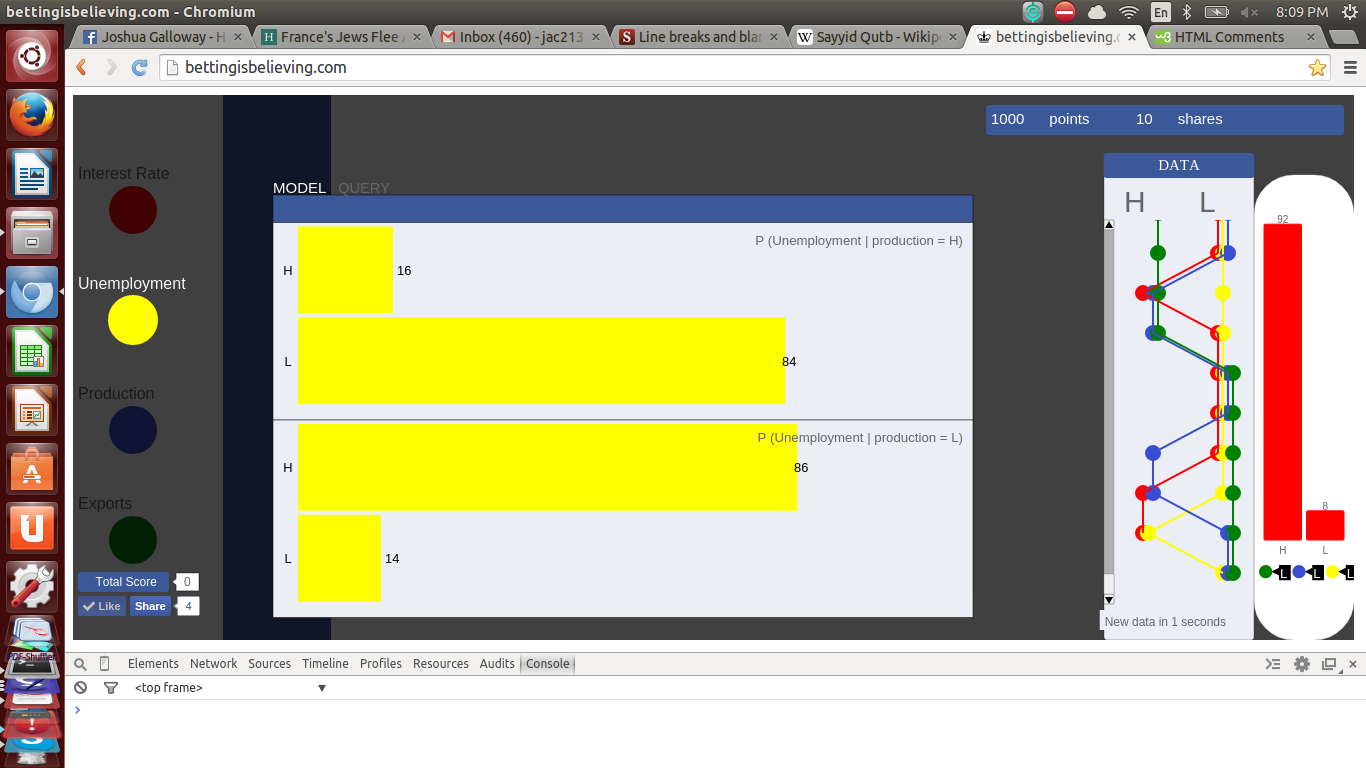 bettingisbelieving.com - Chromium
En
8:09 PM
Joshua Galloway - H
France's Jews Flee A
Inbox (460) - jac213
Line breaks and bla
Sayyid Qutb - Wikip
bettingisbelieving.c
HTML Comments
bettingisbelieving.com
1000 points 10 shares
Interest Rate
Unemployment
Production
Exports
Total Score 0
Like Share 4
MODEL QUERY
P (Unemployment | production = H)
H 16
L 84
P (Unemployment | production = L)
H 86
L 14
DATA
H L
New data in 1 seconds
92
8
H L
L L L
Elements Network Sources Timeline Profiles Resources Audits Console
<top frame>